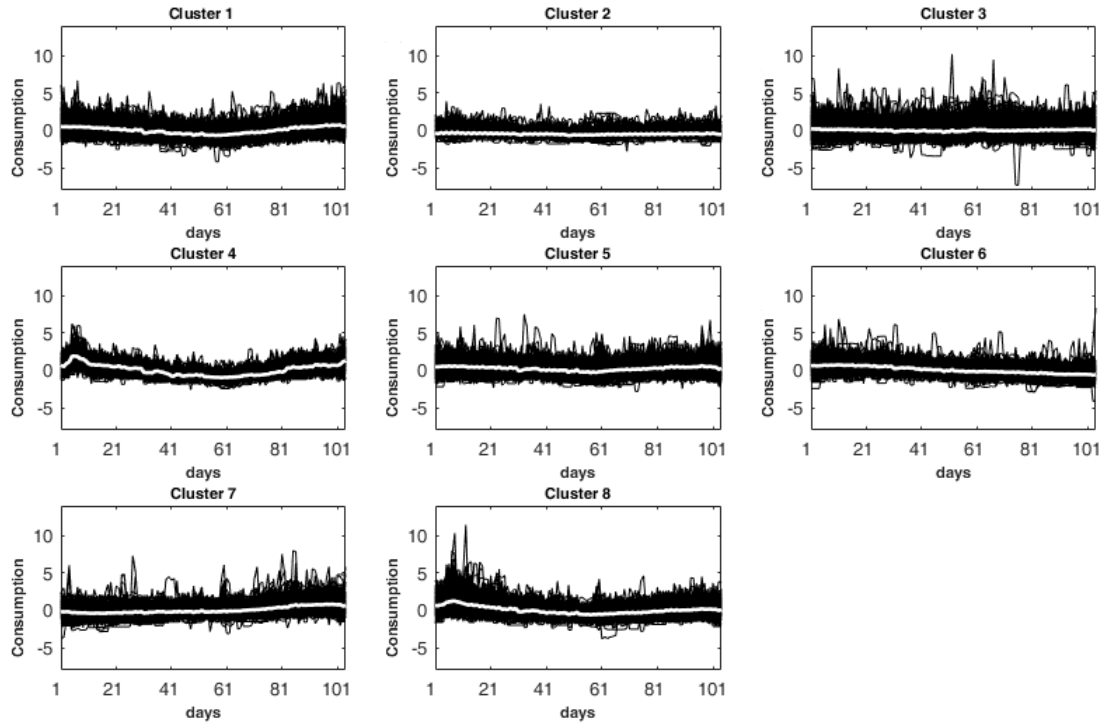 Cluster 1
Consumption
10
5
0
-5
1 21 41 61 81 101
days
Cluster 2
Consumption
10
5
0
-5
1 21 41 61 81 101
days
Cluster 3
Consumption
10
5
0
-5
1 21 41 61 81 101
days
Cluster 4
Consumption
10
5
0
-5
1 21 41 61 81 101
days
Cluster 5
Consumption
10
5
0
-5
1 21 41 61 81 101
days
Cluster 6
Consumption
10
5
0
-5
1 21 41 61 81 101
days
Cluster 7
Consumption
10
5
0
-5
1 21 41 61 81 101
days
Cluster 8
Consumption
10
5
0
-5
1 21 41 61 81 101
days